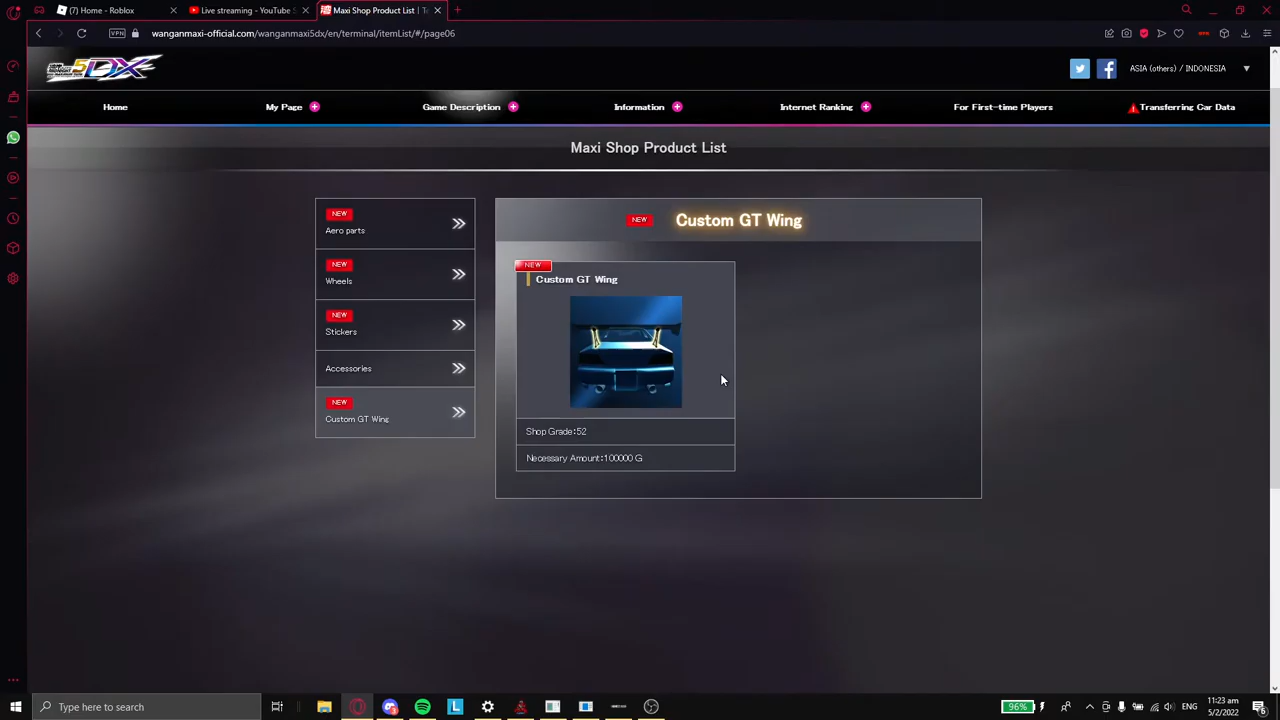 (7) Home - Roblox
Live streaming - YouTube S
Maxi Shop Product List | Te
VPN
wanganmaxi-official.com/wanganmaxi5dx/en/terminal/itemList/#/page06
5DX
ASIA (others) / INDONESIA
Home
My Page
Game Description
Information
Internet Ranking
For First-time Players
Transferring Car Data
Maxi Shop Product List
NEW
Aero parts
NEW
Wheels
NEW
Stickers
Accessories
NEW
Custom GT Wing
NEW Custom GT Wing
NEW
Custom GT Wing
Shop Grade:52
Necessary Amount:100000 G
Type here to search
96%
ENG
11:23 am
5/2/2022